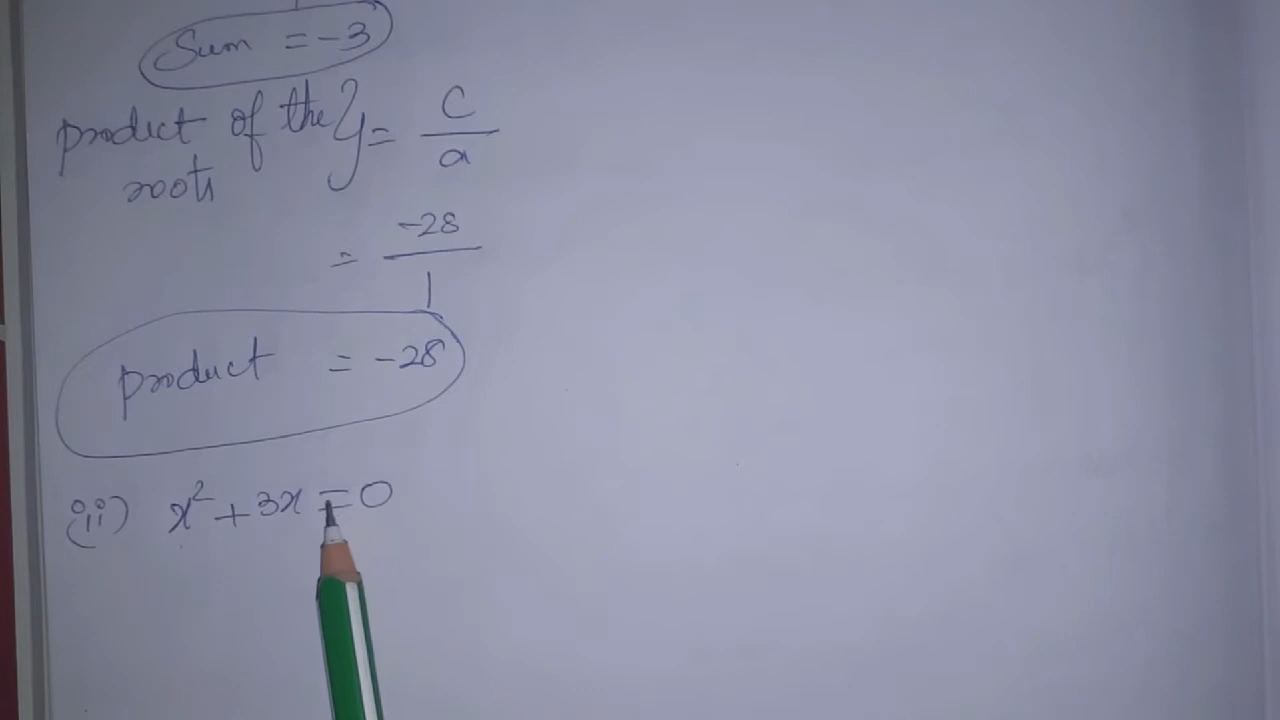 Sum = -3
product of the } = c/a
roots
= -28/1
product = -28
(ii) x² + 3x = 0